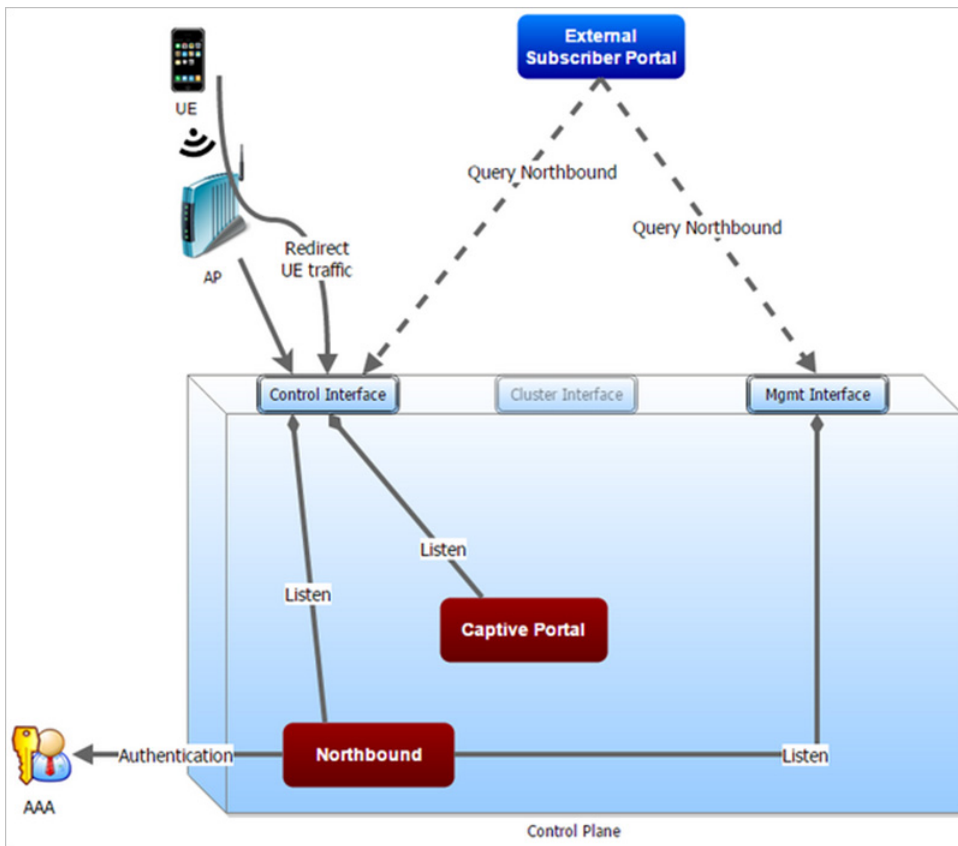 External
Subscriber Portal
UE
Query Northbound
Query Northbound
Redirect
UE traffic
AP
Control Interface
Cluster Interface
Mgmt Interface
Listen
Listen
Captive Portal
Northbound
Authentication
Listen
AAA
Control Plane